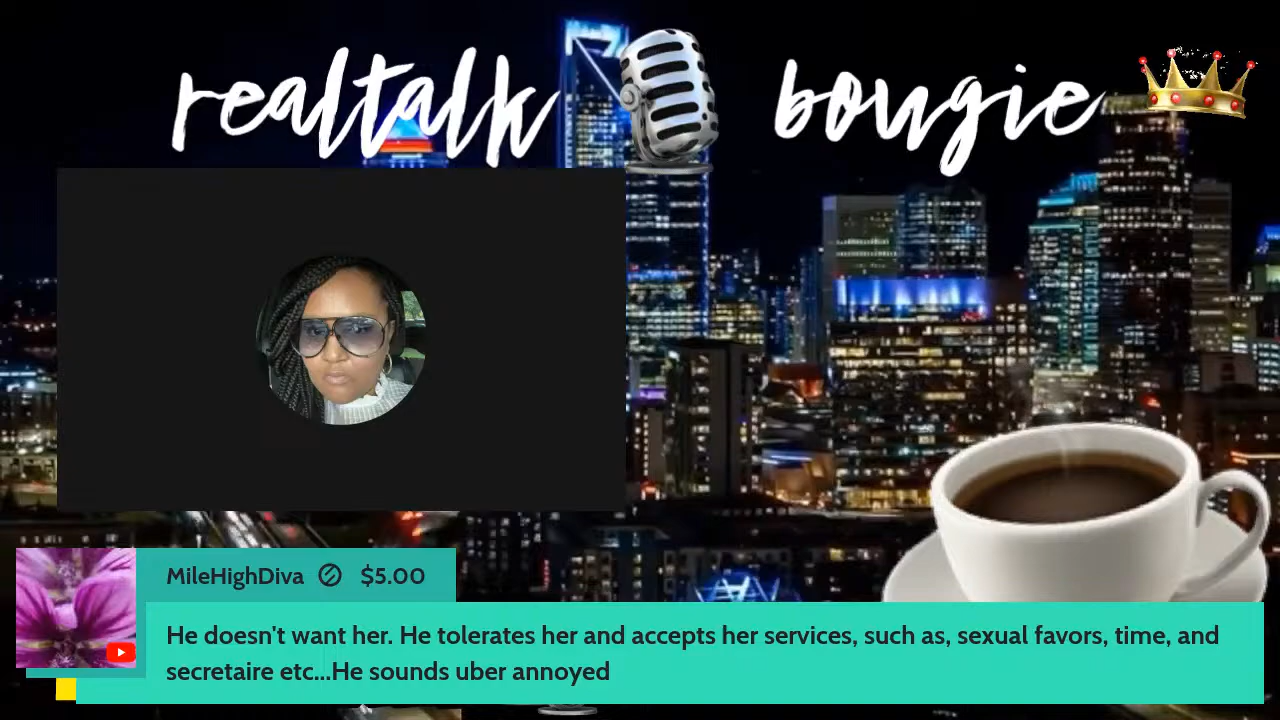 realtalk bougie
MileHighDiva $5.00
He doesn't want her. He tolerates her and accepts her services, such as, sexual favors, time, and
secretaire etc...He sounds uber annoyed